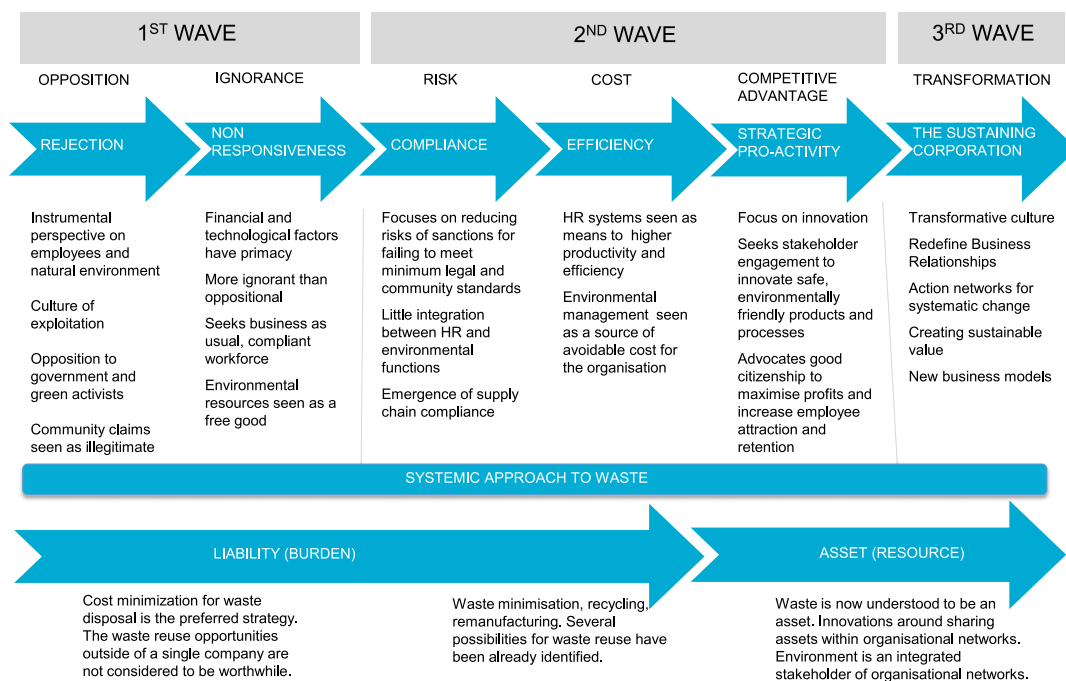 1ST WAVE
2ND WAVE
3RD WAVE
OPPOSITION
IGNORANCE
RISK
COST
COMPETITIVE
ADVANTAGE
TRANSFORMATION
REJECTION
NON
RESPONSIVENESS
COMPLIANCE
EFFICIENCY
STRATEGIC
PRO-ACTIVITY
THE SUSTAINING
CORPORATION
Instrumental
perspective on
employees and
natural environment
Culture of
exploitation
Opposition to
government and
green activists
Community claims
seen as illegitimate
Financial and
technological factors
have primacy
More ignorant than
oppositional
Seeks business as
usual, compliant
workforce
Environmental
resources seen as a
free good
Focuses on reducing
risks of sanctions for
failing to meet
minimum legal and
community standards
Little integration
between HR and
environmental
functions
Emergence of supply
chain compliance
HR systems seen as
means to higher
productivity and
efficiency
Environmental
management seen
as a source of
avoidable cost for
the organisation
Focus on innovation
Seeks stakeholder
engagement to
innovate safe,
environmentally
friendly products and
processes
Advocates good
citizenship to
maximise profits and
increase employee
attraction and
retention
Transformative culture
Redefine Business
Relationships
Action networks for
systematic change
Creating sustainable
value
New business models
SYSTEMIC APPROACH TO WASTE
LIABILITY (BURDEN)
ASSET (RESOURCE)
Cost minimization for waste
disposal is the preferred strategy.
The waste reuse opportunities
outside of a single company are
not considered to be worthwhile.
Waste minimisation, recycling,
remanufacturing. Several
possibilities for waste reuse have
been already identified.
Waste is now understood to be an
asset. Innovations around sharing
assets within organisational networks.
Environment is an integrated
stakeholder of organisational networks.